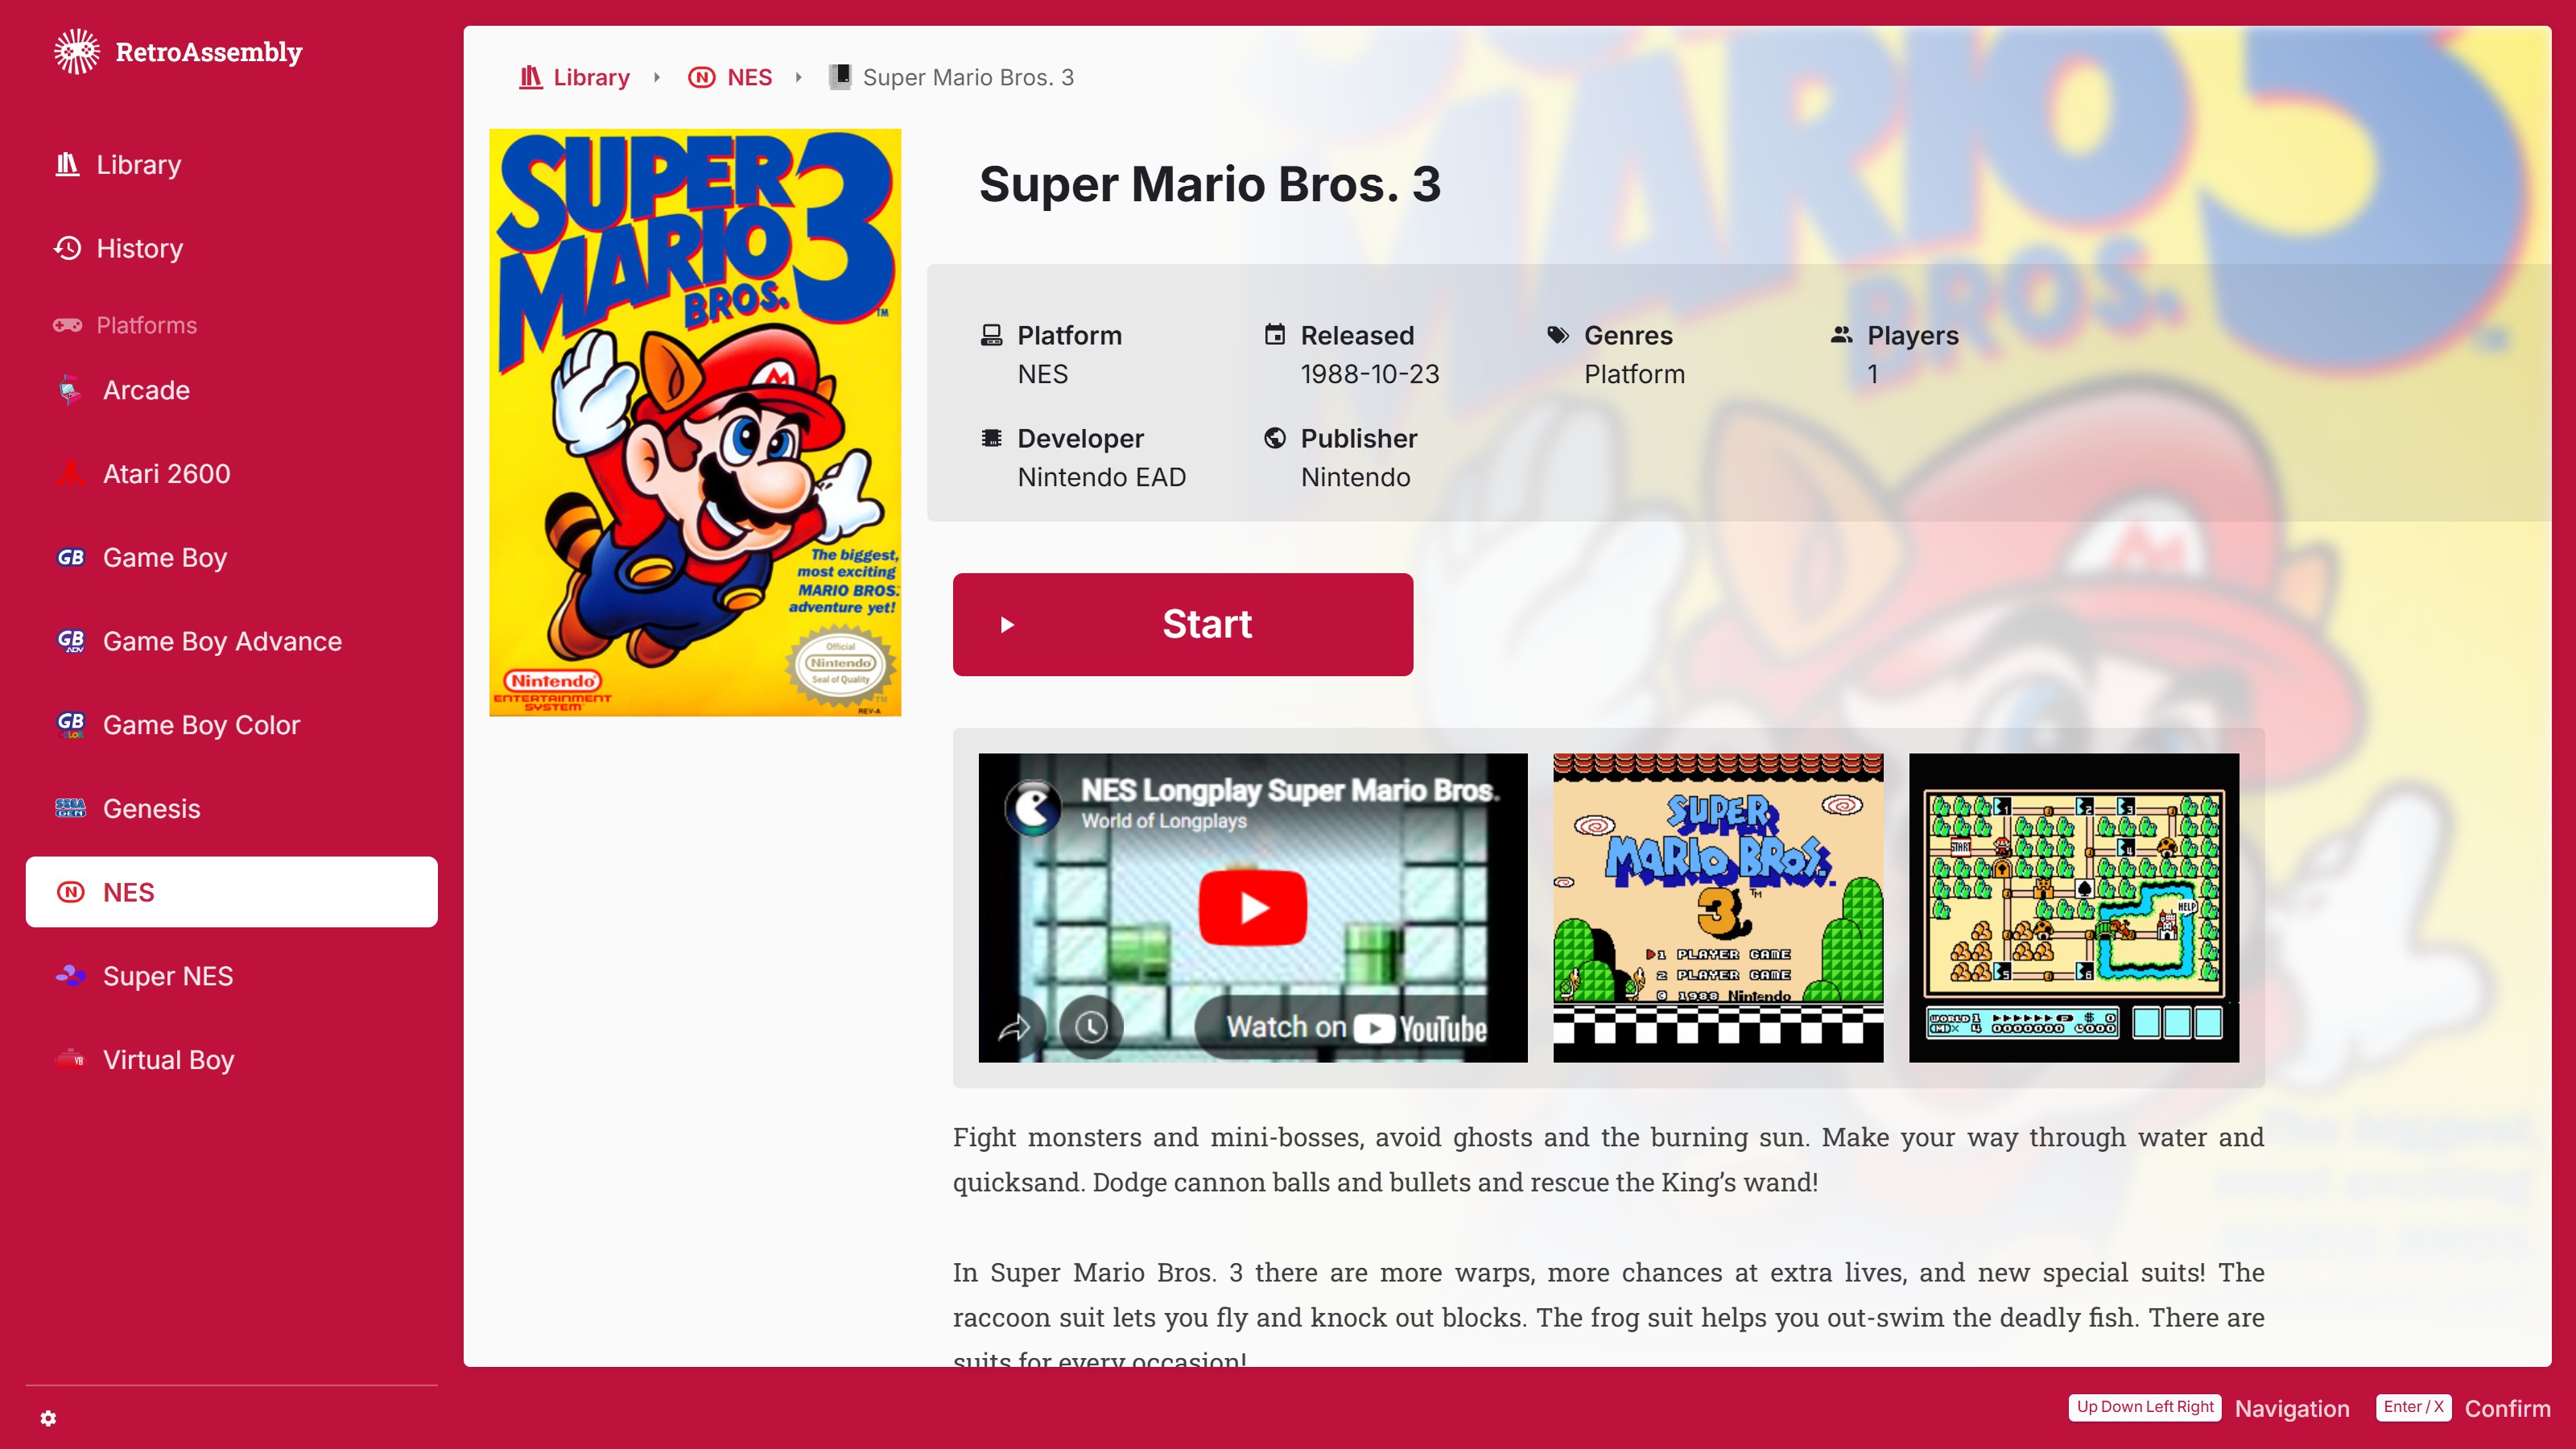 RetroAssembly
Library
History
Platforms
Arcade
Atari 2600
Game Boy
Game Boy Advance
Game Boy Color
Genesis
NES
Super NES
Virtual Boy
Library
NES
Super Mario Bros. 3
SUPER
MARIO
BROS.
3
TM
The biggest,
most exciting
MARIO BROS.
adventure yet!
Official
Nintendo
Seal of Quality
TM
Nintendo
ENTERTAINMENT
SYSTEM
REV-A
Super Mario Bros. 3
Platform
NES
Released
1988-10-23
Genres
Platform
Players
1
Developer
Nintendo EAD
Publisher
Nintendo
Start
NES Longplay Super Mario Bros.
World of Longplays
Watch on YouTube
SUPER
MARIO BROS.
3
TM
1 PLAYER GAME
2 PLAYER GAME
© 1988 Nintendo
START
HELP
WORLD 1
Fight monsters and mini-bosses, avoid ghosts and the burning sun. Make your way through water and
quicksand. Dodge cannon balls and bullets and rescue the King’s wand!
In Super Mario Bros. 3 there are more warps, more chances at extra lives, and new special suits! The
raccoon suit lets you fly and knock out blocks. The frog suit helps you out-swim the deadly fish. There are
suits for every occasion!
Up Down Left Right
Navigation
Enter / X
Confirm